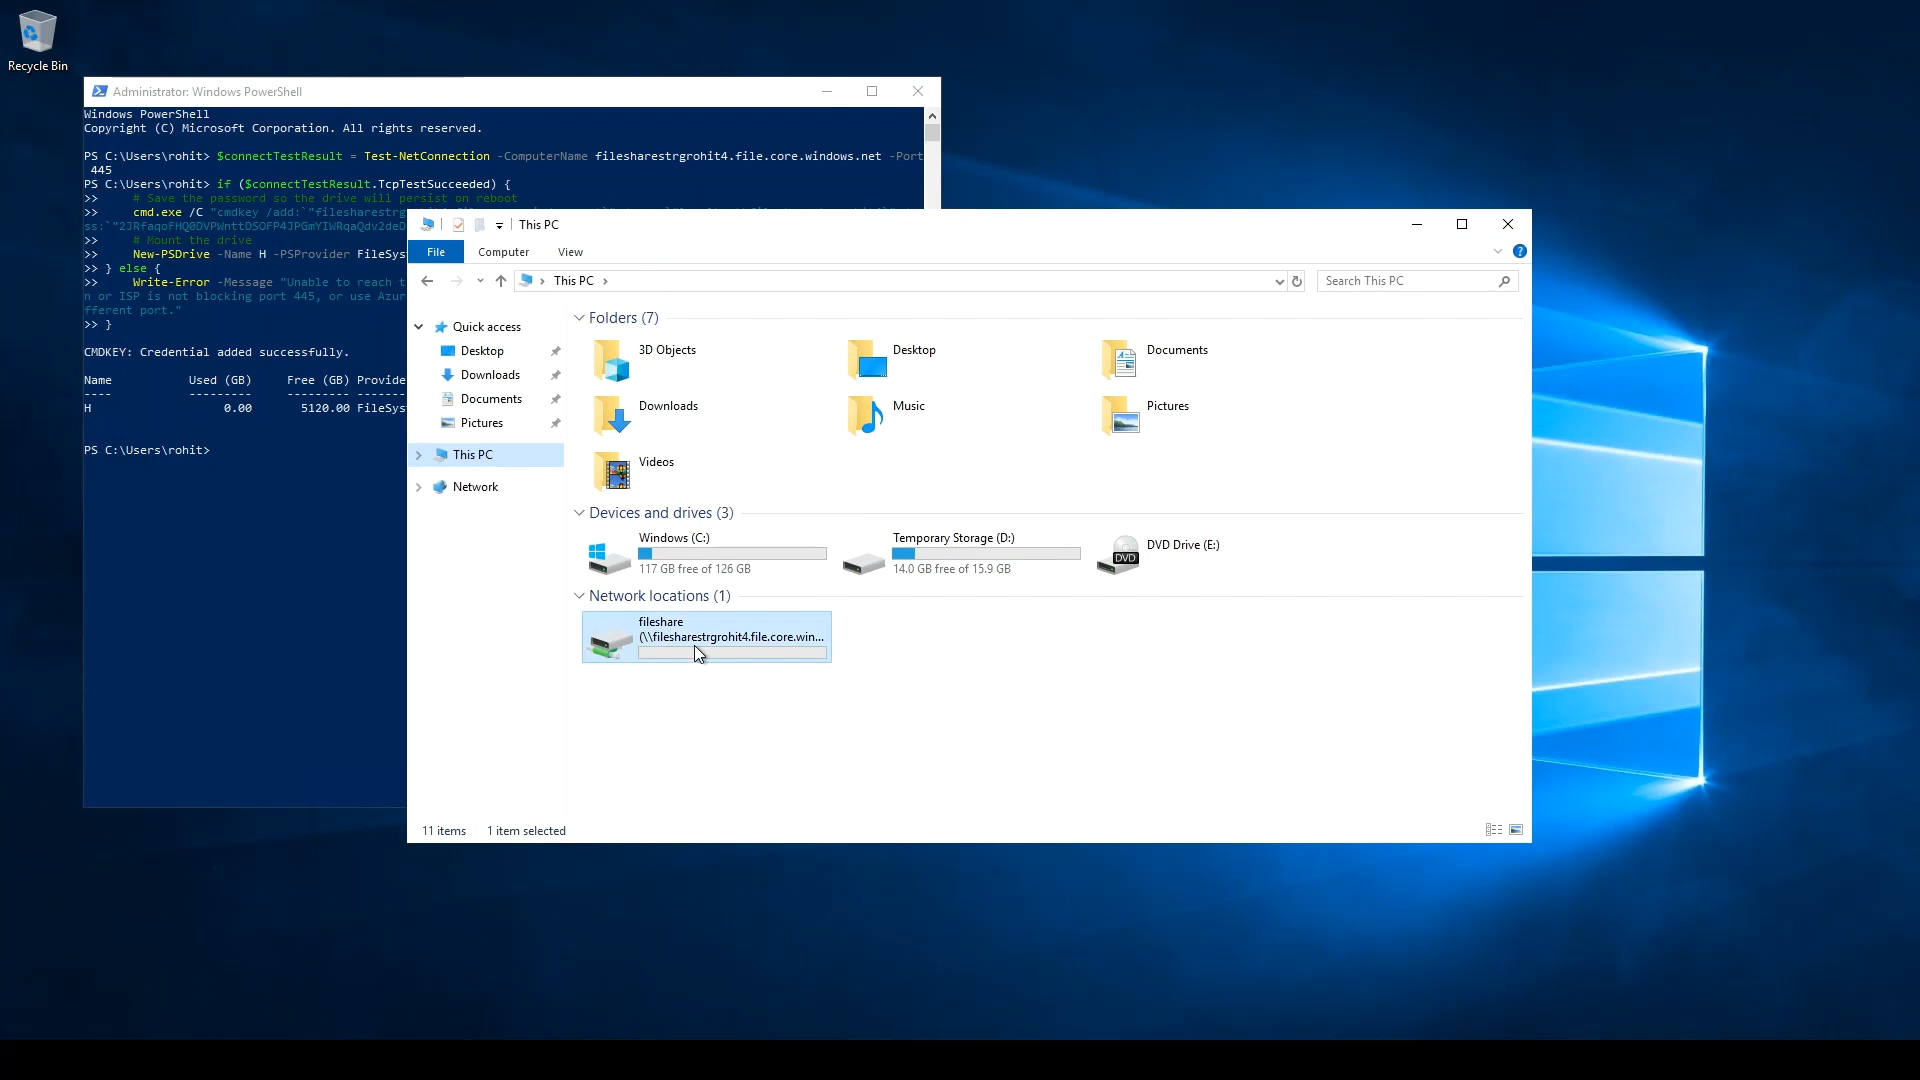 Recycle Bin
Administrator: Windows PowerShell
Windows PowerShell
Copyright (C) Microsoft Corporation. All rights reserved.
PS C:\Users\rohit> $connectTestResult = Test-NetConnection -ComputerName filesharestrgrohit4.file.core.windows.net -Port
445
PS C:\Users\rohit> if ($connectTestResult.TcpTestSucceeded) {
>> # Save the password so the drive will persist on reboot
>> cmd.exe /C "cmdkey /add:`"filesharestrg
>> # Mount the drive
>> New-PSDrive -Name H -PSProvider FileSys
>> } else {
>> Write-Error -Message "Unable to reach t
n or ISP is not blocking port 445, or use Azur
fferent port."
>> }
CMDKEY: Credential added successfully.
Name Used (GB) Free (GB) Provide
---- --------- --------- -------
H 0.00 5120.00 FileSys
PS C:\Users\rohit>
This PC
File Computer View
This PC
Search This PC
Quick access
Desktop
Downloads
Documents
Pictures
This PC
Network
Folders (7)
3D Objects
Desktop
Documents
Downloads
Music
Pictures
Videos
Devices and drives (3)
Windows (C:)
117 GB free of 126 GB
Temporary Storage (D:)
14.0 GB free of 15.9 GB
DVD
DVD Drive (E:)
Network locations (1)
fileshare
(\\filesharestrgrohit4.file.core.win...
11 items 1 item selected